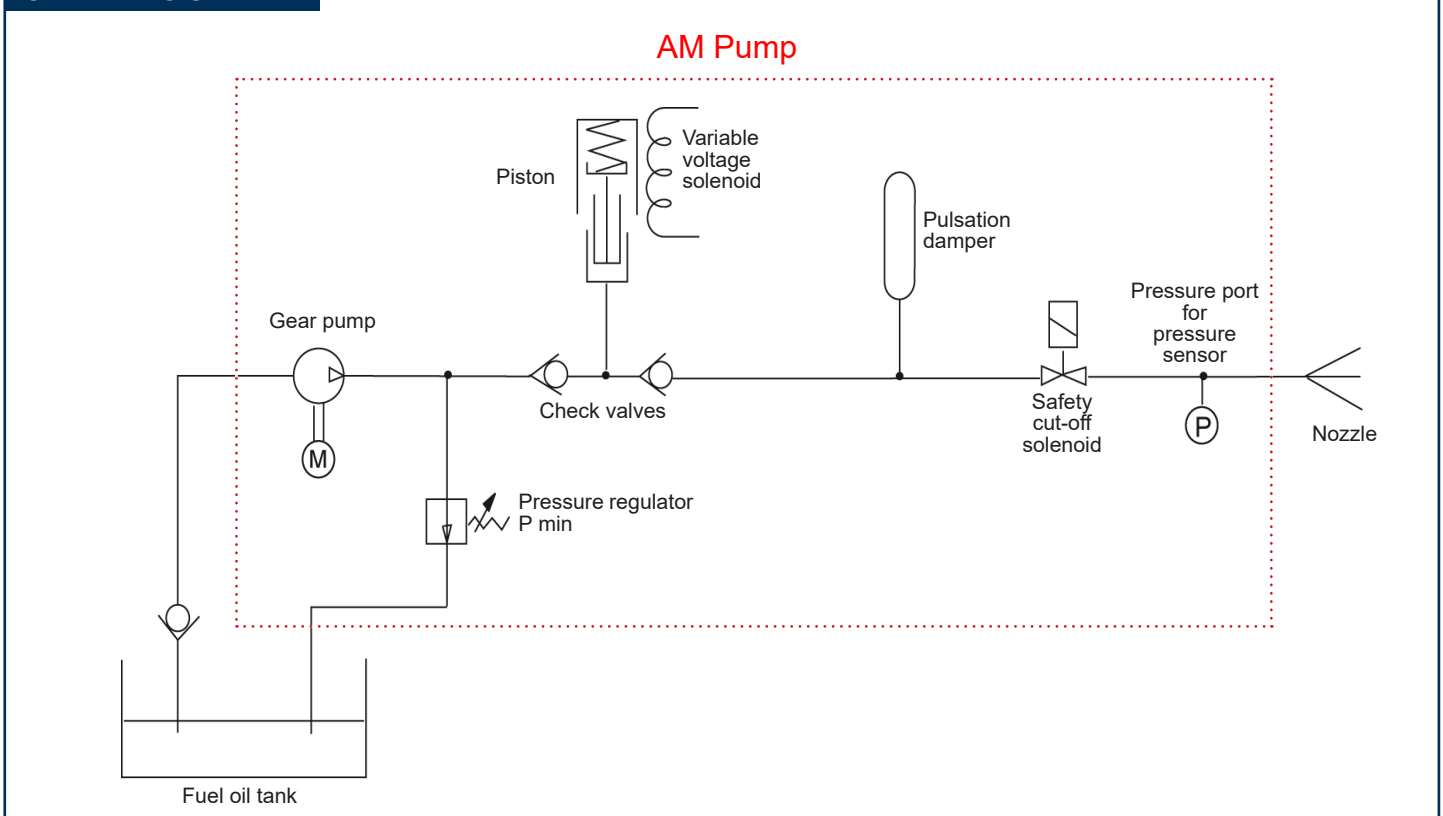 AM Pump
Piston
Variable
voltage
solenoid
Pulsation
damper
Gear pump
Pressure port
for
pressure
sensor
Check valves
Safety
cut-off
solenoid
P
Nozzle
M
Pressure regulator
P min
Fuel oil tank